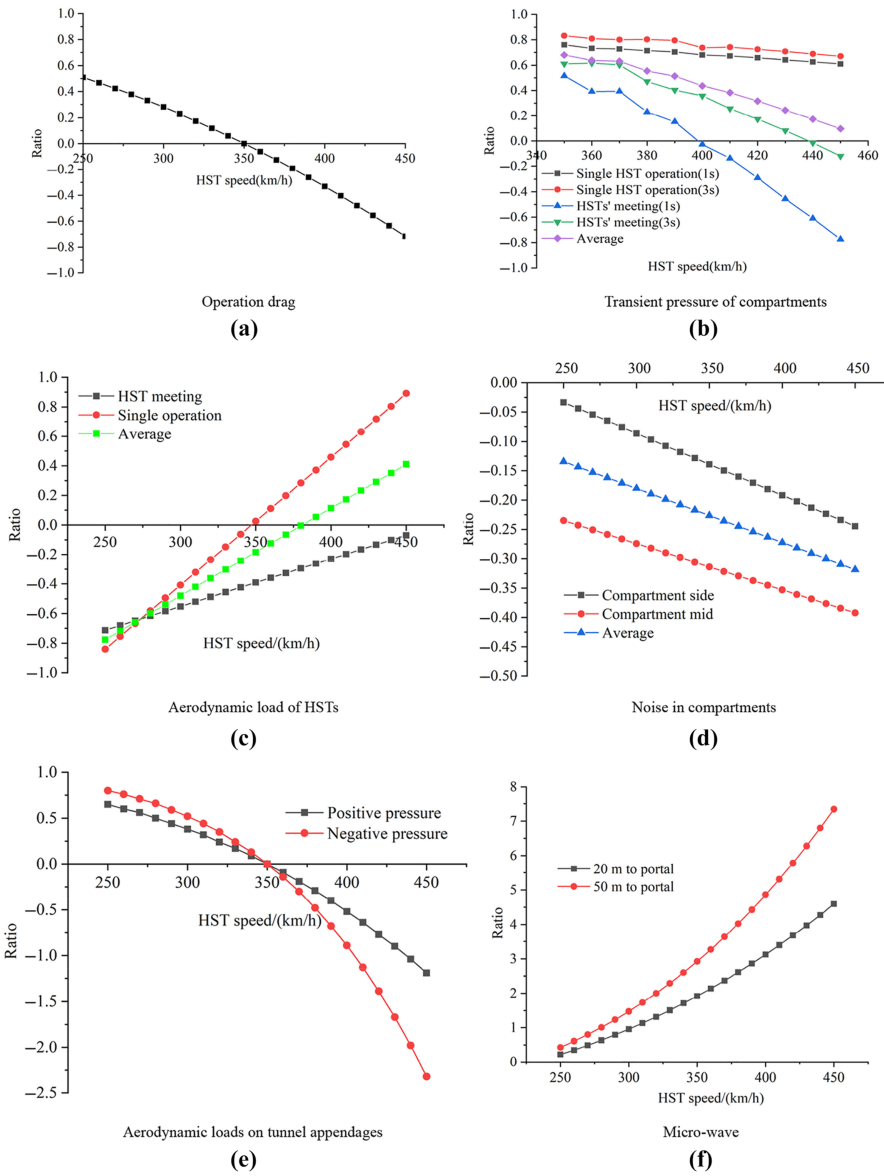 1.0
0.8
0.6
0.4
0.2
0.0
−0.2
−0.4
−0.6
−0.8
−1.0
Ratio
250 300 350 400 450
HST speed(km/h)
Operation drag
(a)
1.0
0.8
0.6
0.4
0.2
0.0
−0.2
−0.4
−0.6
−0.8
−1.0
Ratio
340 360 380 400 420 440 460
Single HST operation(1s)
Single HST operation(3s)
HSTs' meeting(1s)
HSTs' meeting(3s)
Average
HST speed(km/h)
Transient pressure of compartments
(b)
1.0
0.8
0.6
0.4
0.2
0.0
−0.2
−0.4
−0.6
−0.8
−1.0
Ratio
HST meeting
Single operation
Average
250 300 350 400 450
HST speed/(km/h)
Aerodynamic load of HSTs
(c)
250 300 350 400 450
HST speed/(km/h)
0.00
−0.05
−0.10
−0.15
−0.20
−0.25
−0.30
−0.35
−0.40
−0.45
−0.50
Ratio
Compartment side
Compartment mid
Average
Noise in compartments
(d)
1.0
0.5
0.0
−0.5
−1.0
−1.5
−2.0
−2.5
Ratio
Positive pressure
Negative pressure
250 300 350 400 450
HST speed/(km/h)
Aerodynamic loads on tunnel appendages
(e)
8
7
6
5
4
3
2
1
0
Ratio
20 m to portal
50 m to portal
250 300 350 400 450
HST speed/(km/h)
Micro-wave
(f)